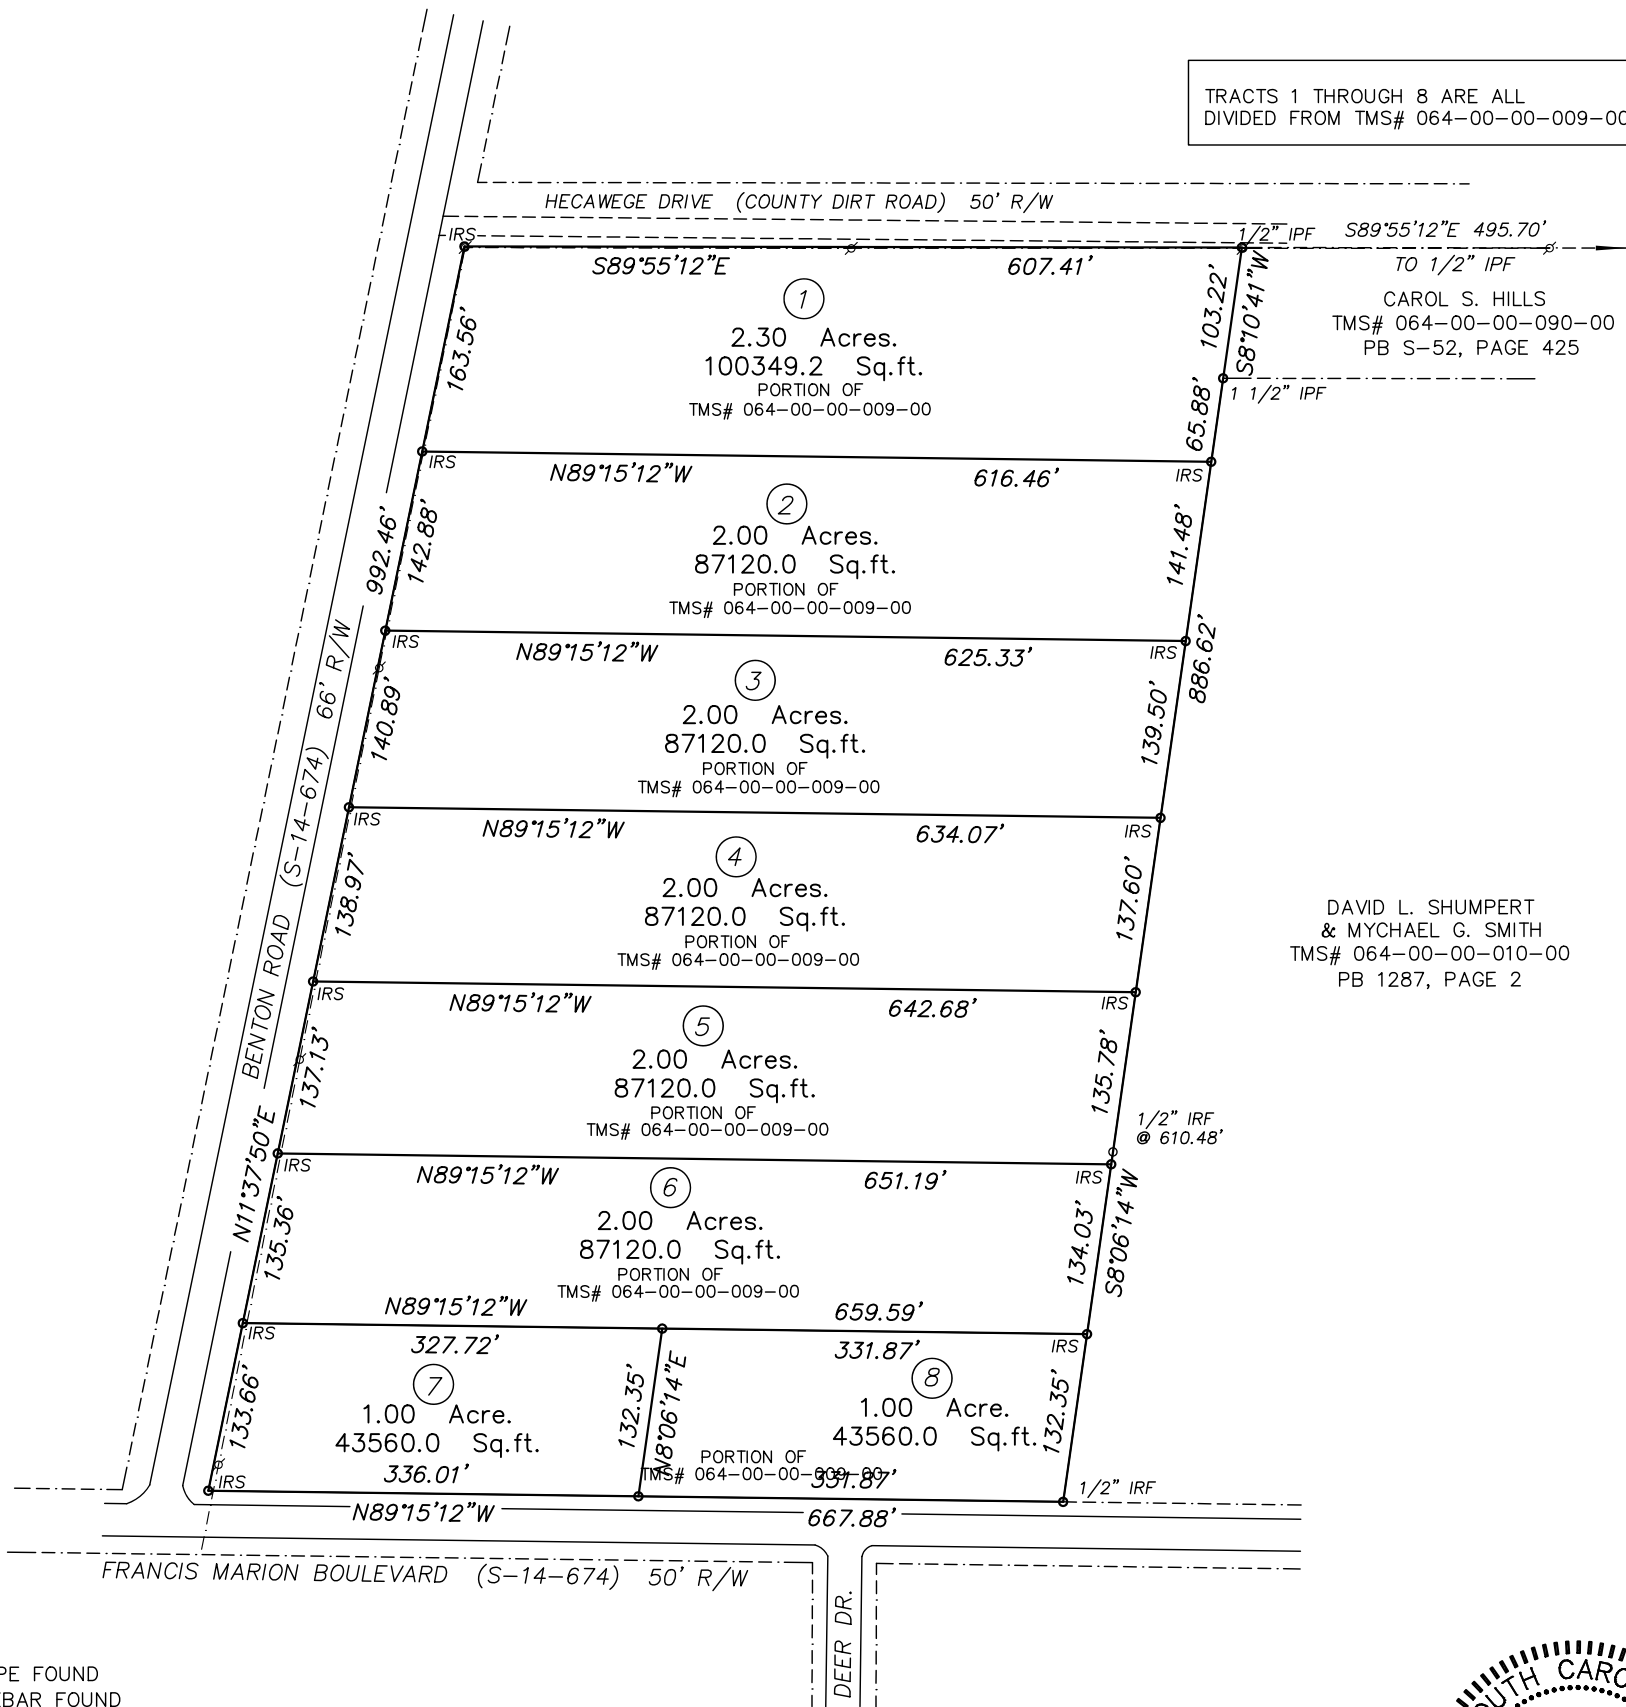 TRACTS 1 THROUGH 8 ARE ALL
DIVIDED FROM TMS# 064-00-00-009-00
HECAWEGE DRIVE (COUNTY DIRT ROAD) 50' R/W
IRS
1/2" IPF
S89°55'12"E 495.70'
TO 1/2" IPF
S89°55'12"E
607.41'
CAROL S. HILLS
TMS# 064-00-00-090-00
PB S-52, PAGE 425
103.22'
S8°10'41"W
1 1/2" IPF
65.88'
163.56'
1
2.30 Acres.
100349.2 Sq.ft.
PORTION OF
TMS# 064-00-00-009-00
IRS
N89°15'12"W
616.46'
IRS
992.46'
142.88'
2
2.00 Acres.
87120.0 Sq.ft.
PORTION OF
TMS# 064-00-00-009-00
141.48'
886.62'
IRS
N89°15'12"W
625.33'
IRS
BENTON ROAD (S-14-674) 66' R/W
140.89'
3
2.00 Acres.
87120.0 Sq.ft.
PORTION OF
TMS# 064-00-00-009-00
139.50'
IRS
N89°15'12"W
634.07'
IRS
138.97'
4
2.00 Acres.
87120.0 Sq.ft.
PORTION OF
TMS# 064-00-00-009-00
137.60'
DAVID L. SHUMPERT
& MYCHAEL G. SMITH
TMS# 064-00-00-010-00
PB 1287, PAGE 2
IRS
N89°15'12"W
642.68'
IRS
137.13'
5
2.00 Acres.
87120.0 Sq.ft.
PORTION OF
TMS# 064-00-00-009-00
135.78'
1/2" IRF
@ 610.48'
N11°37'50"E
IRS
N89°15'12"W
651.19'
IRS
135.36'
6
2.00 Acres.
87120.0 Sq.ft.
PORTION OF
TMS# 064-00-00-009-00
134.03'
S8°06'14"W
N89°15'12"W
659.59'
IRS
327.72'
331.87'
IRS
133.66'
7
1.00 Acre.
43560.0 Sq.ft.
336.01'
132.35'
N8°06'14"E
8
1.00 Acre.
43560.0 Sq.ft.
PORTION OF
TMS# 064-00-00-009-00
331.87'
132.35'
IRS
1/2" IRF
N89°15'12"W
667.88'
FRANCIS MARION BOULEVARD (S-14-674) 50' R/W
DEER DR.
PE FOUND
EBAR FOUND
OUTH CARO